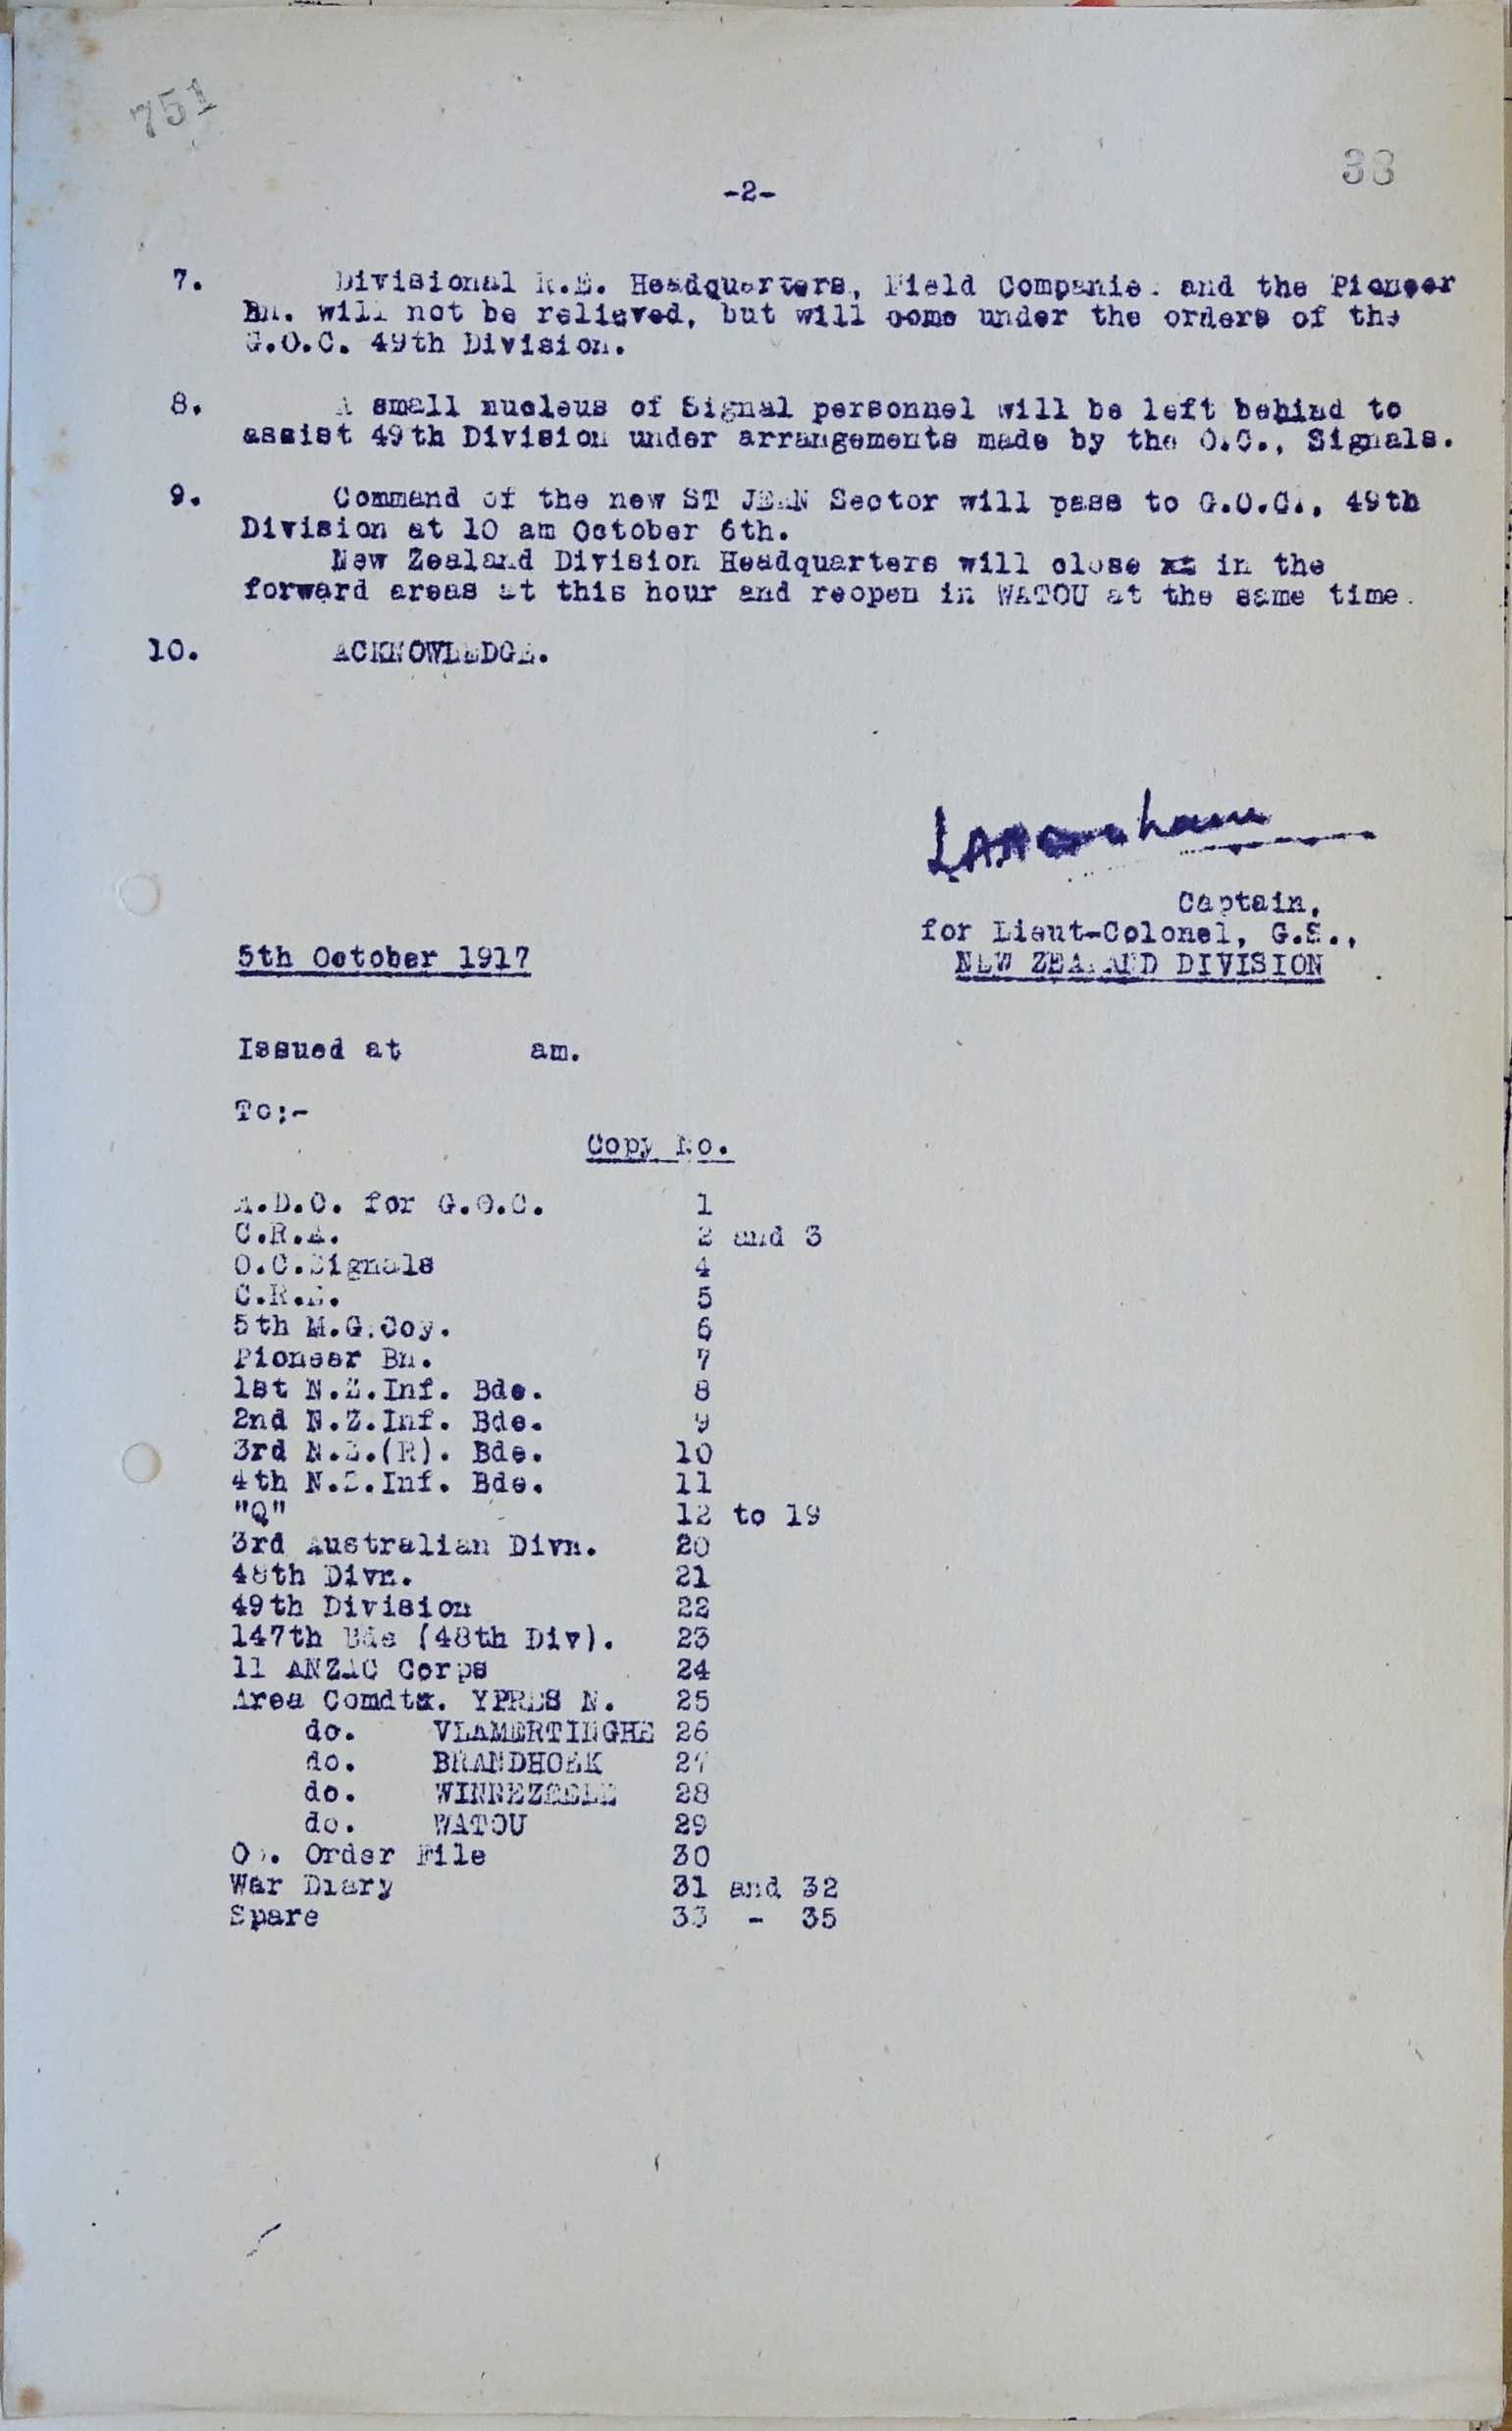 751
38
-2-
7. Divisional R.E. Headquarters, Field Companie. and the Pioneer
Bn. will not be relieved, but will come under the orders of the
G.O.C. 49th Division.
8. A small nucleus of Signal personnel will be left behind to
assist 49th Division under arrangements made by the O.C., Signals.
9. Command of the new ST JEAN Sector will pass to G.O.C., 49th
Division at 10 am October 6th.
New Zealand Division Headquarters will close in the
forward areas at this hour and reopen in WATOU at the same time.
10. ACKNOWLEDGE.
Captain,
for Lieut-Colonel, G.S.,
NEW ZEALAND DIVISION
5th October 1917
Issued at am.
To:-
Copy No.
A.D.C. for G.O.C. 1
C.R.A. 2 and 3
O.C.Signals 4
C.R.E. 5
5th M.G.Coy. 6
Pioneer Bn. 7
1st N.Z.Inf. Bde. 8
2nd N.Z.Inf. Bde. 9
3rd N.Z.(R). Bde. 10
4th N.Z.Inf. Bde. 11
"Q" 12 to 19
3rd Australian Divn. 20
48th Divn. 21
49th Division 22
147th Bde (48th Div). 23
11 ANZAC Corps 24
Area Comdtx. YPRES N. 25
do. VLAMERTINGHE 26
do. BRANDHOEK 27
do. WINNEZEELE 28
do. WATOU 29
Op. Order File 30
War Diary 31 and 32
Spare 33 - 35